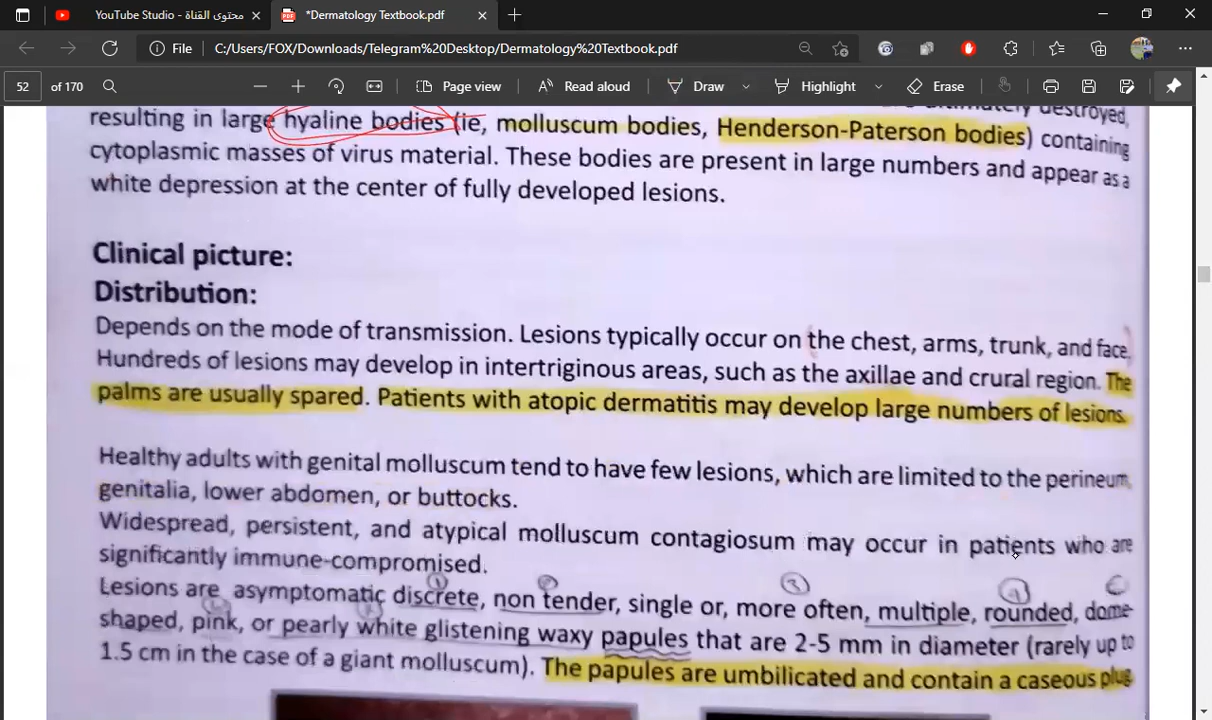 YouTube Studio - محتوى القناة
*Dermatology Textbook.pdf
File C:/Users/FOX/Downloads/Telegram%20Desktop/Dermatology%20Textbook.pdf
52 of 170 Page view Read aloud Draw Highlight Erase
ultimately destroyed,
resulting in large hyaline bodies (ie, molluscum bodies, Henderson-Paterson bodies) containing
cytoplasmic masses of virus material. These bodies are present in large numbers and appear as a
white depression at the center of fully developed lesions.
Clinical picture:
Distribution:
Depends on the mode of transmission. Lesions typically occur on the chest, arms, trunk, and face.
Hundreds of lesions may develop in intertriginous areas, such as the axillae and crural region. The
palms are usually spared. Patients with atopic dermatitis may develop large numbers of lesions.
Healthy adults with genital molluscum tend to have few lesions, which are limited to the perineum,
genitalia, lower abdomen, or buttocks.
Widespread, persistent, and atypical molluscum contagiosum may occur in patients who are
significantly immune-compromised.
Lesions are asymptomatic discrete, non tender, single or, more often, multiple, rounded, dome-
shaped, pink, or pearly white glistening waxy papules that are 2-5 mm in diameter (rarely up to
1.5 cm in the case of a giant molluscum). The papules are umbilicated and contain a caseous plug